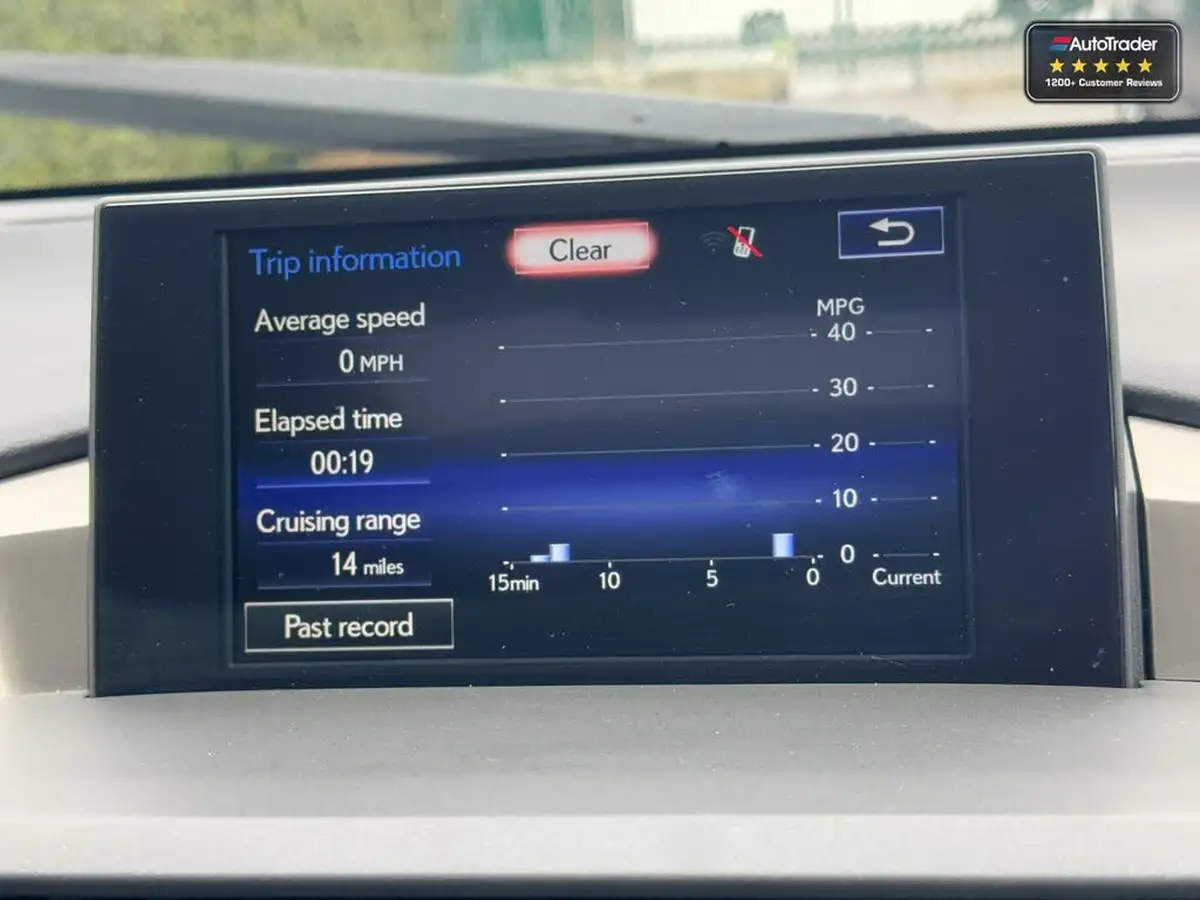 AutoTrader
1200+ Customer Reviews
Trip information
Clear
Average speed
0 MPH
Elapsed time
00:19
Cruising range
14 miles
Past record
MPG
40
30
20
10
0
15min 10 5 0 Current